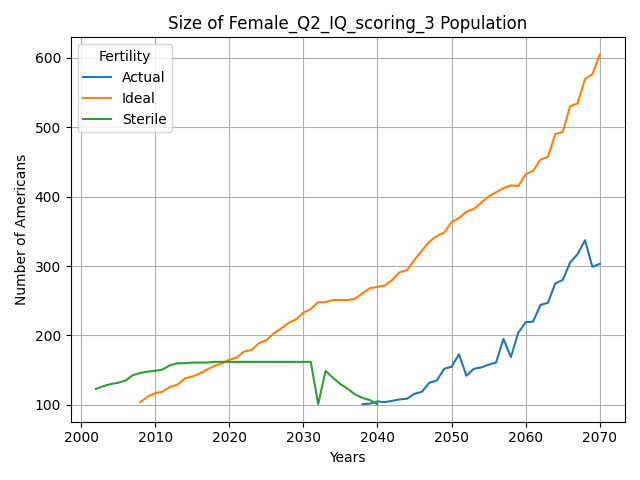 Size of Female_Q2_IQ_scoring_3 Population
Fertility
Actual
Ideal
Sterile
Number of Americans
600
500
400
300
200
100
2000 2010 2020 2030 2040 2050 2060 2070
Years